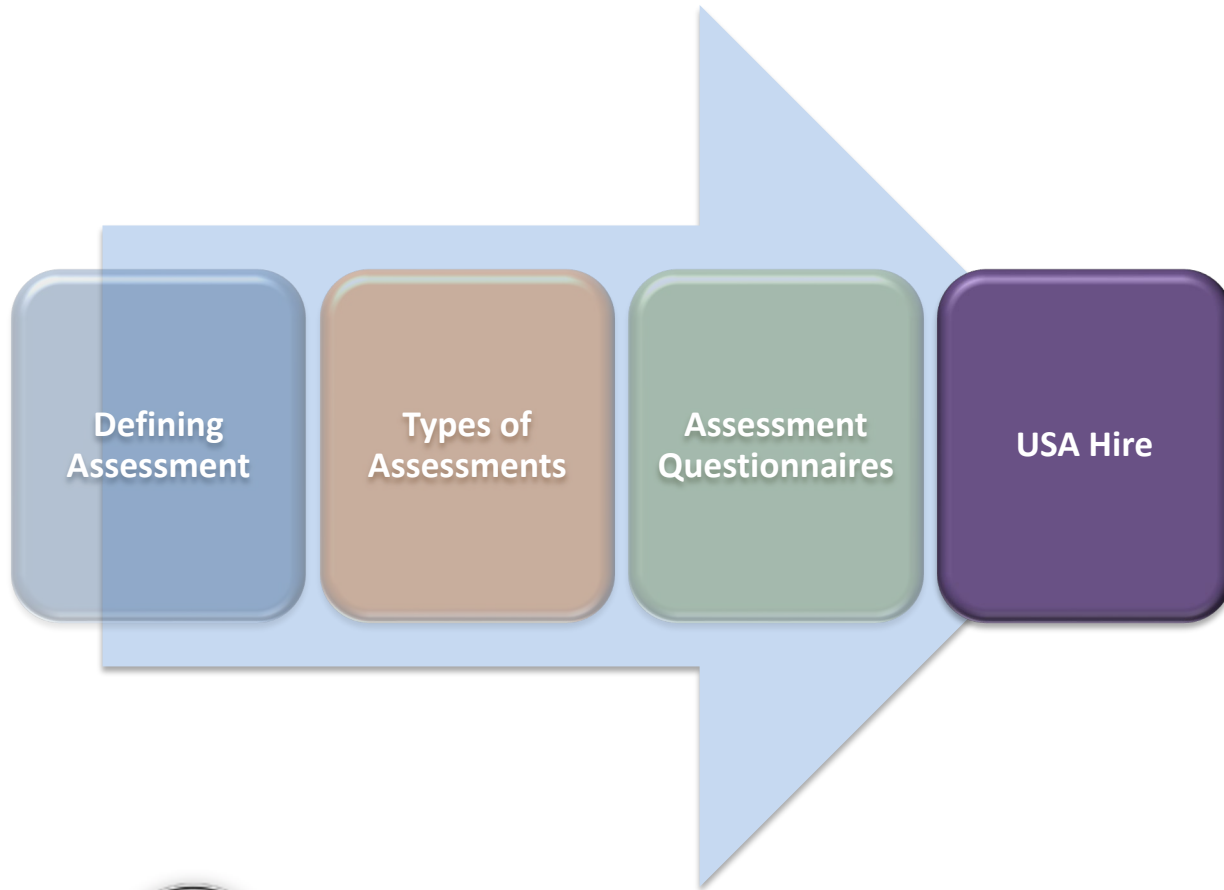 Defining
Assessment
Types of
Assessments
Assessment
Questionnaires
USA Hire